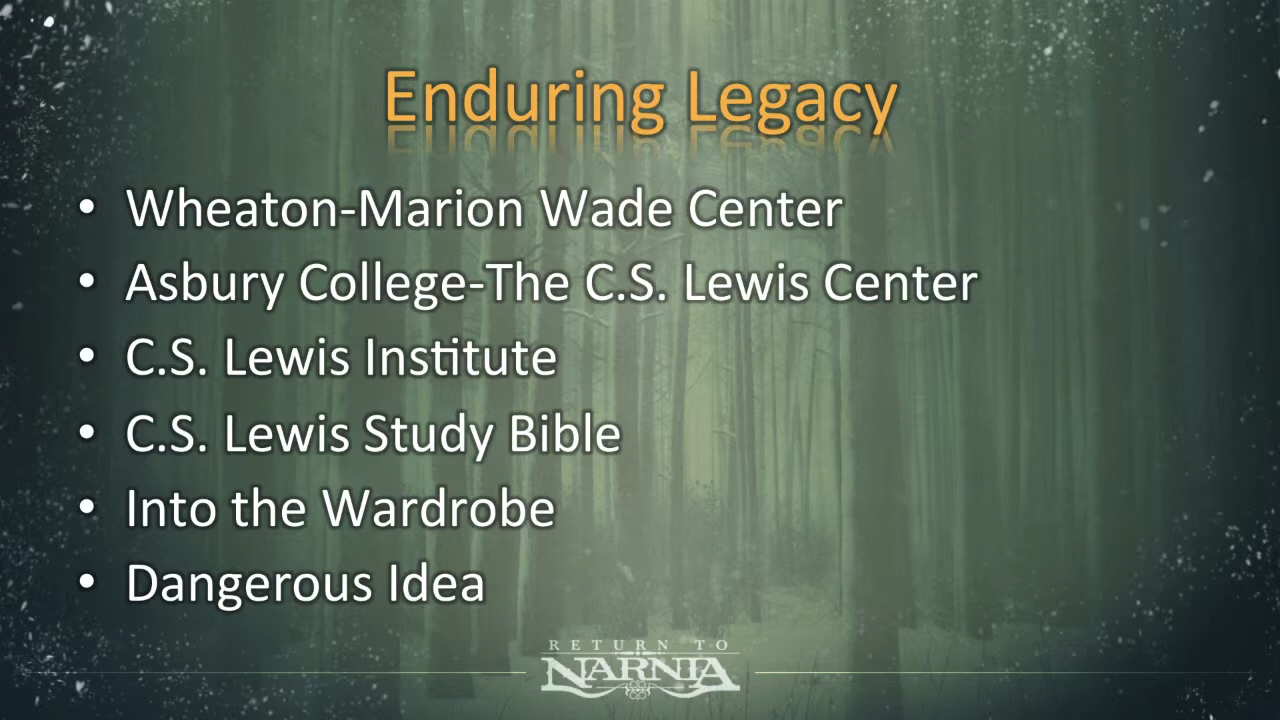 Enduring Legacy
• Wheaton-Marion Wade Center
• Asbury College-The C.S. Lewis Center
• C.S. Lewis Institute
• C.S. Lewis Study Bible
• Into the Wardrobe
• Dangerous Idea
RETURN TO
NARNIA